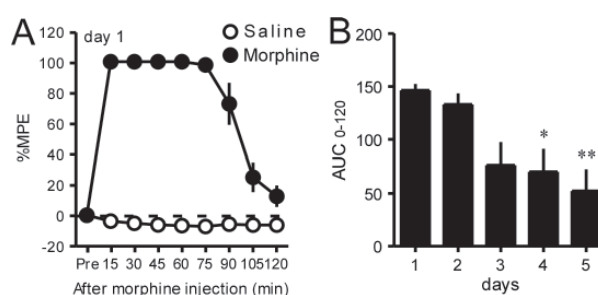 A
day 1
Saline
Morphine
%MPE
120
100
80
60
40
20
0
-20
Pre 15 30 45 60 75 90 105 120
After morphine injection (min)
B
AUC 0-120
200
150
100
50
0
*
**
1 2 3 4 5
days